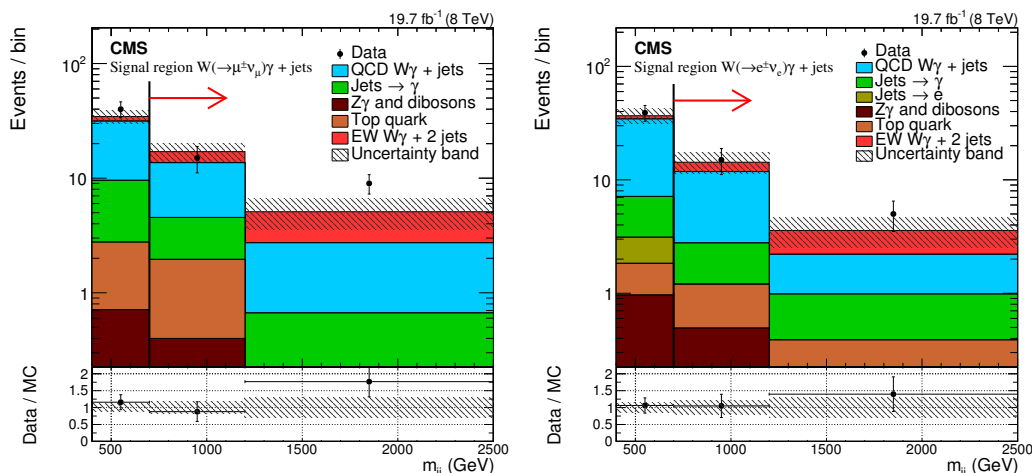 19.7 fb⁻¹ (8 TeV)
CMS
Signal region W(→μ±νμ)γ + jets
Data
QCD Wγ + jets
Jets → γ
Zγ and dibosons
Top quark
EW Wγ + 2 jets
Uncertainty band
Events / bin
10²
10
1
Data / MC
2
1.5
1
0.5
0
500 1000 1500 2000 2500
mjj (GeV)
19.7 fb⁻¹ (8 TeV)
CMS
Signal region W(→e±νe)γ + jets
Data
QCD Wγ + jets
Jets → γ
Jets → e
Zγ and dibosons
Top quark
EW Wγ + 2 jets
Uncertainty band
Events / bin
10²
10
1
Data / MC
2
1.5
1
0.5
0
500 1000 1500 2000 2500
mjj (GeV)